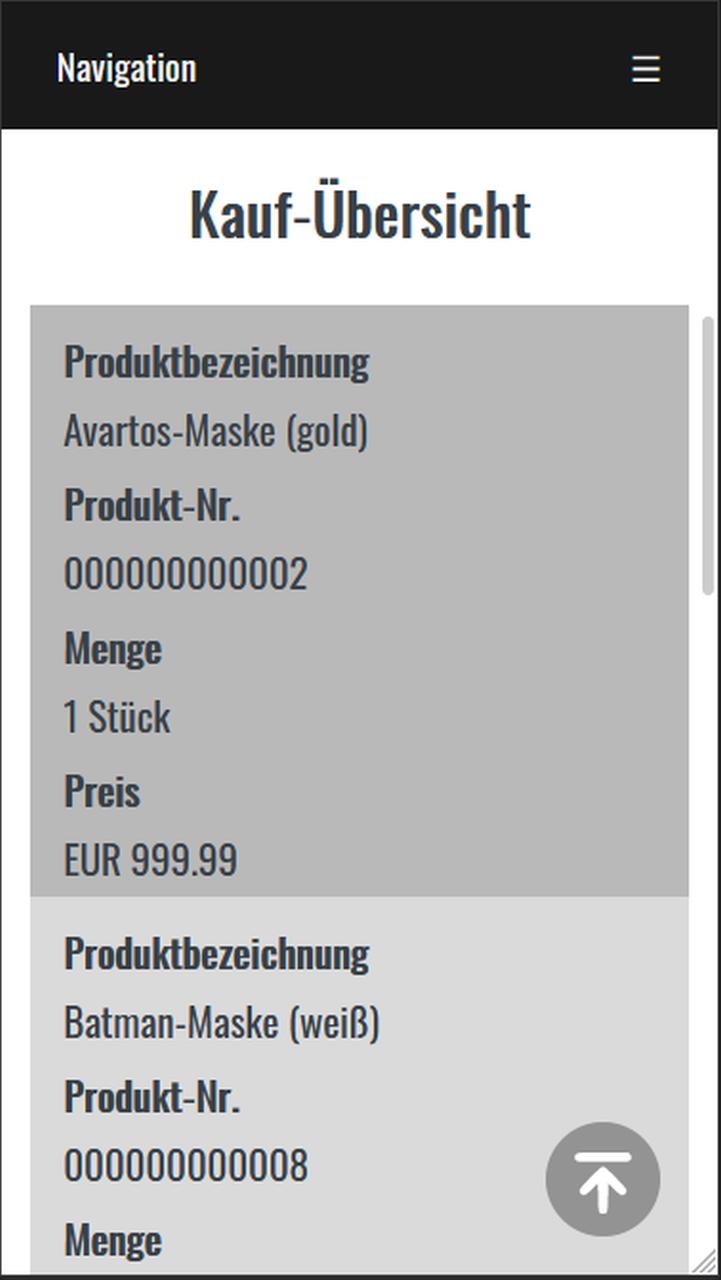 Navigation
Kauf-Übersicht
Produktbezeichnung
Avartos-Maske (gold)
Produkt-Nr.
000000000002
Menge
1 Stück
Preis
EUR 999.99
Produktbezeichnung
Batman-Maske (weiß)
Produkt-Nr.
000000000008
Menge